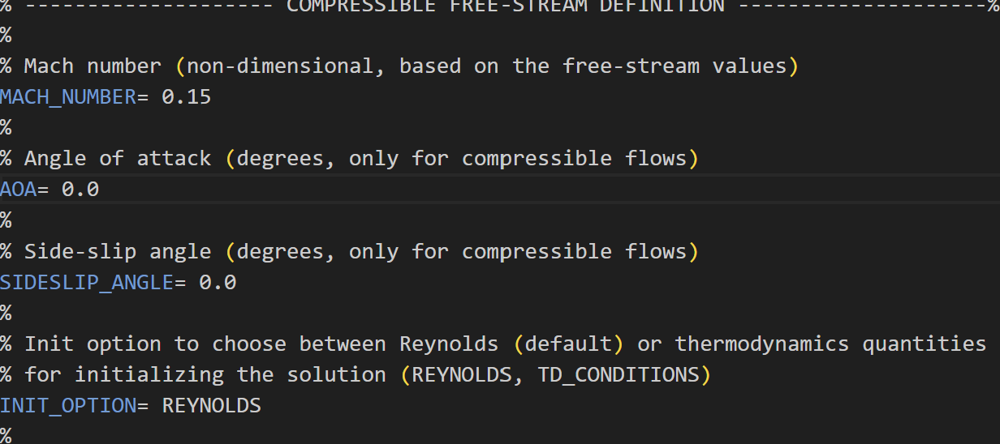 % -------------------- COMPRESSIBLE FREE-STREAM DEFINITION --------------------%
%
% Mach number (non-dimensional, based on the free-stream values)
MACH_NUMBER= 0.15
%
% Angle of attack (degrees, only for compressible flows)
AOA= 0.0
%
% Side-slip angle (degrees, only for compressible flows)
SIDESLIP_ANGLE= 0.0
%
% Init option to choose between Reynolds (default) or thermodynamics quantities
% for initializing the solution (REYNOLDS, TD_CONDITIONS)
INIT_OPTION= REYNOLDS
%